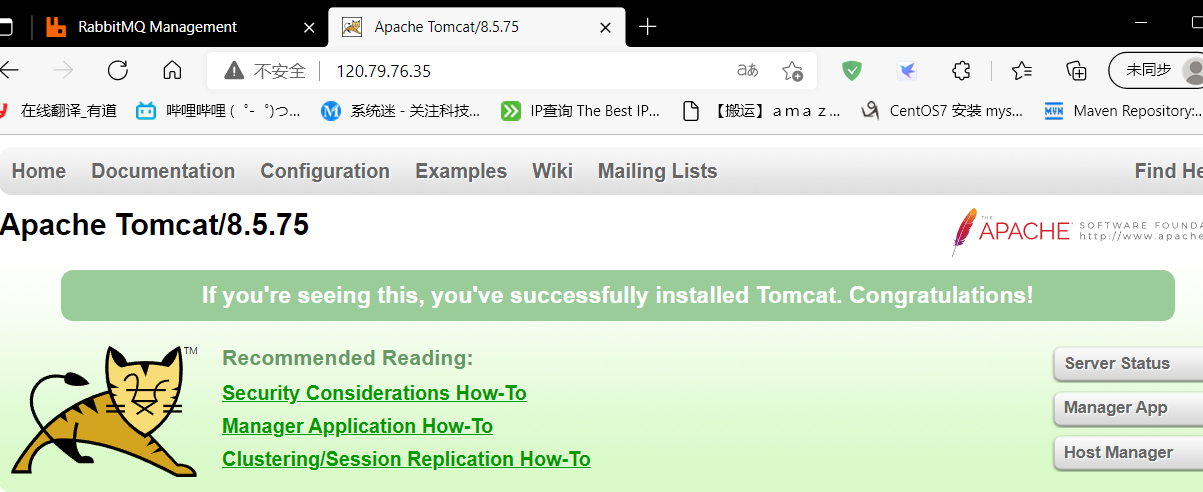 RabbitMQ Management
Apache Tomcat/8.5.75
不安全 120.79.76.35 aあ 未同步
在线翻译_有道 哔哩哔哩 ( ゜- ゜)つ... 系统迷 - 关注科技... IP查询 The Best IP... 【搬运】ａｍａｚ... CentOS7 安装 mys... MVN Maven Repository:...
Home Documentation Configuration Examples Wiki Mailing Lists Find He
Apache Tomcat/8.5.75
THE APACHE SOFTWARE FOUNDA
http://www.apache
If you're seeing this, you've successfully installed Tomcat. Congratulations!
TM
Recommended Reading:
Security Considerations How-To
Manager Application How-To
Clustering/Session Replication How-To
Server Status
Manager App
Host Manager